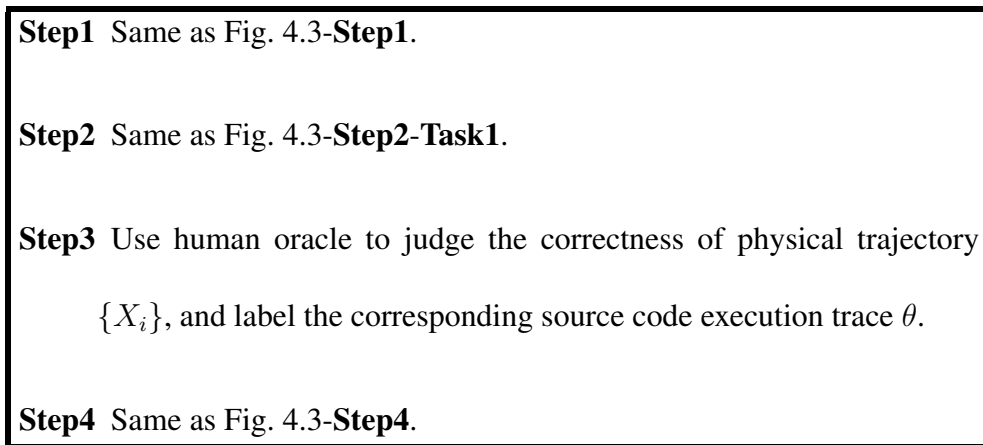 Step1 Same as Fig. 4.3-Step1.
Step2 Same as Fig. 4.3-Step2-Task1.
Step3 Use human oracle to judge the correctness of physical trajectory
{X_i}, and label the corresponding source code execution trace θ.
Step4 Same as Fig. 4.3-Step4.